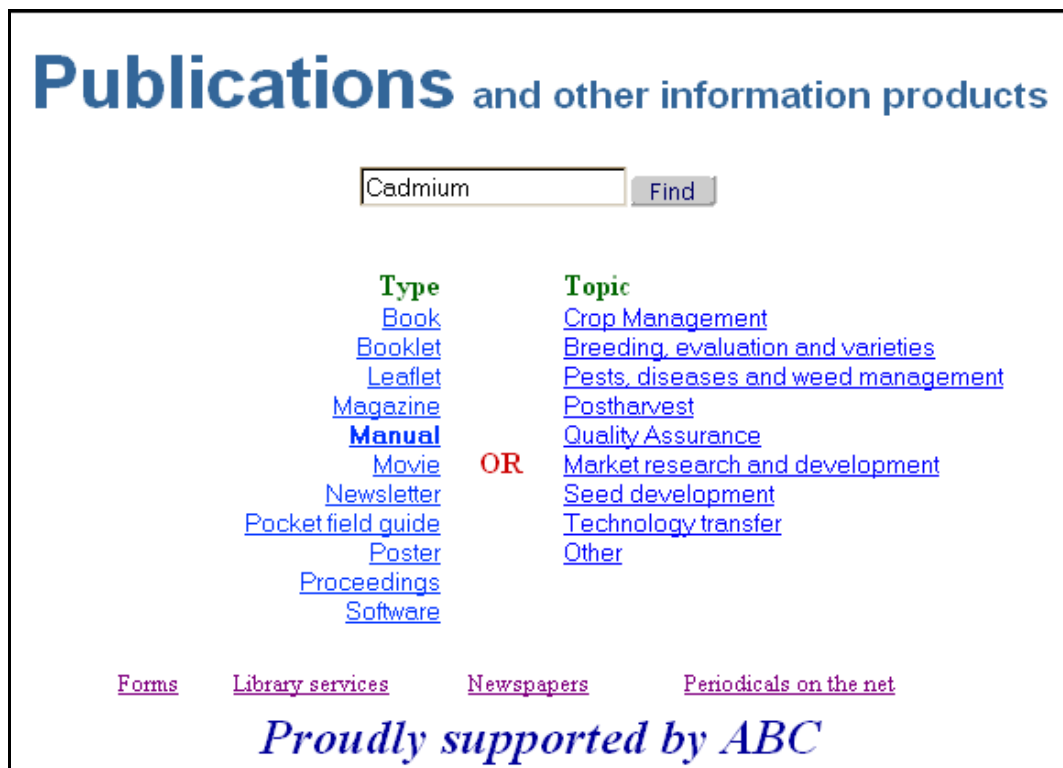 Publications and other information products
Cadmium Find
Type Topic
Book Crop Management
Booklet Breeding, evaluation and varieties
Leaflet Pests, diseases and weed management
Magazine Postharvest
Manual Quality Assurance
Movie OR Market research and development
Newsletter Seed development
Pocket field guide Technology transfer
Poster Other
Proceedings
Software
Forms Library services Newspapers Periodicals on the net
Proudly supported by ABC